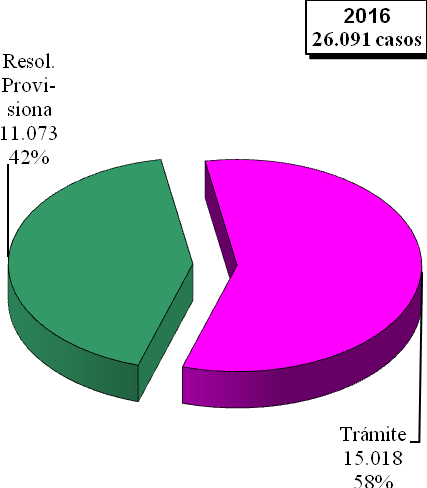 2016
26.091 casos
Resol.
Provi-
siona
11.073
42%
Trámite
15.018
58%